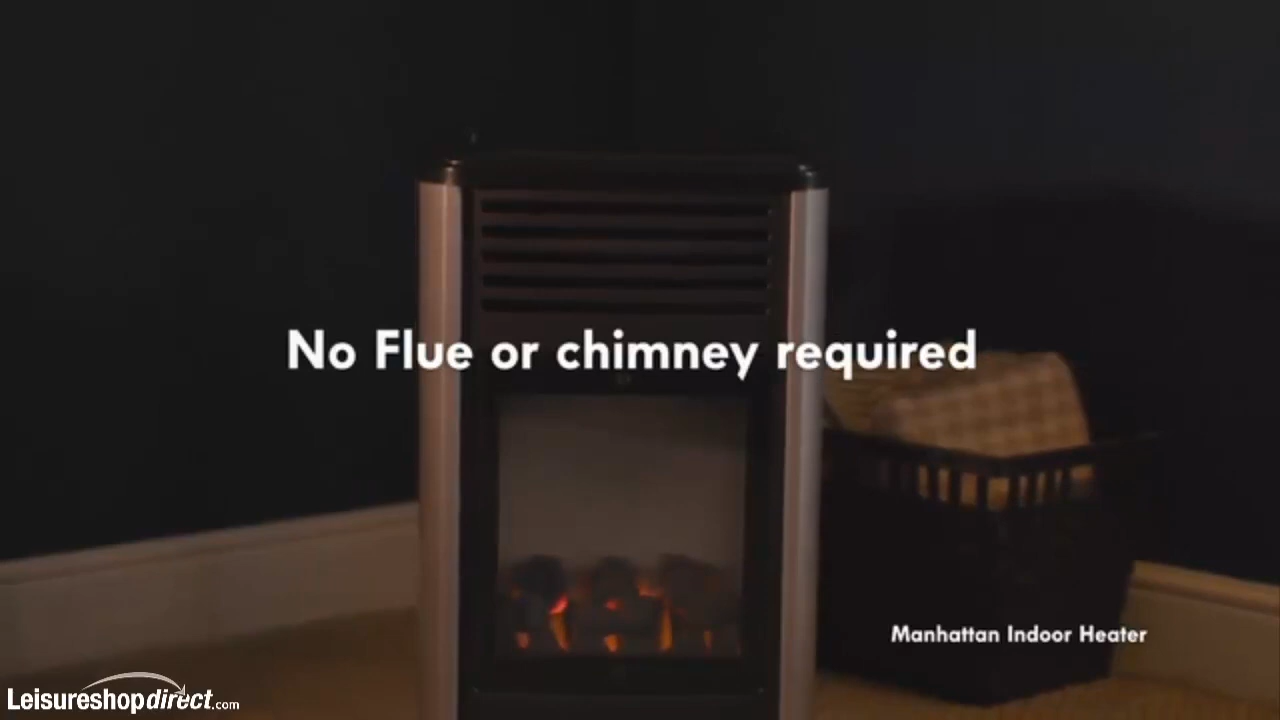 No Flue or chimney required
Manhattan Indoor Heater
Leisureshopdirect.com